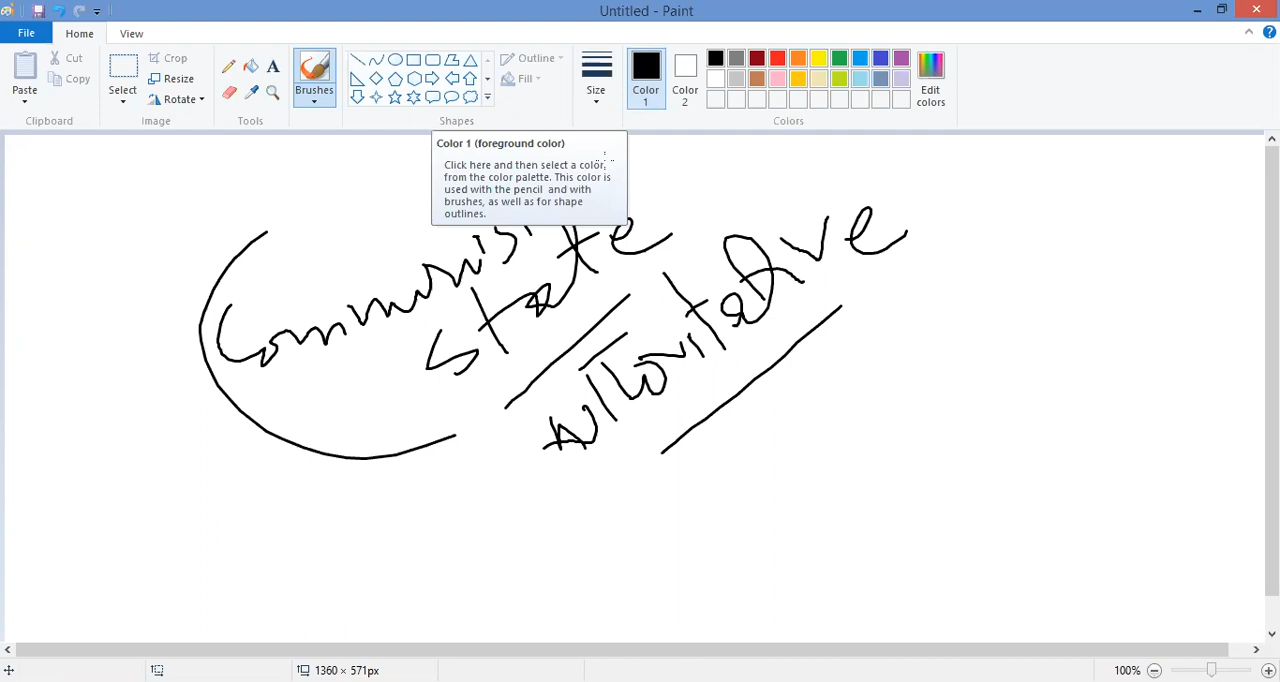 Untitled - Paint
File Home View
Paste Cut Copy Select Crop Resize Rotate A Brushes Outline Fill Size Color 1 Color 2 Edit colors
Clipboard Image Tools Shapes Colors
Color 1 (foreground color)
Click here and then select a color
from the color palette. This color is
used with the pencil and with
brushes, as well as for shape
outlines.
Communis
state
1360 × 571px 100%